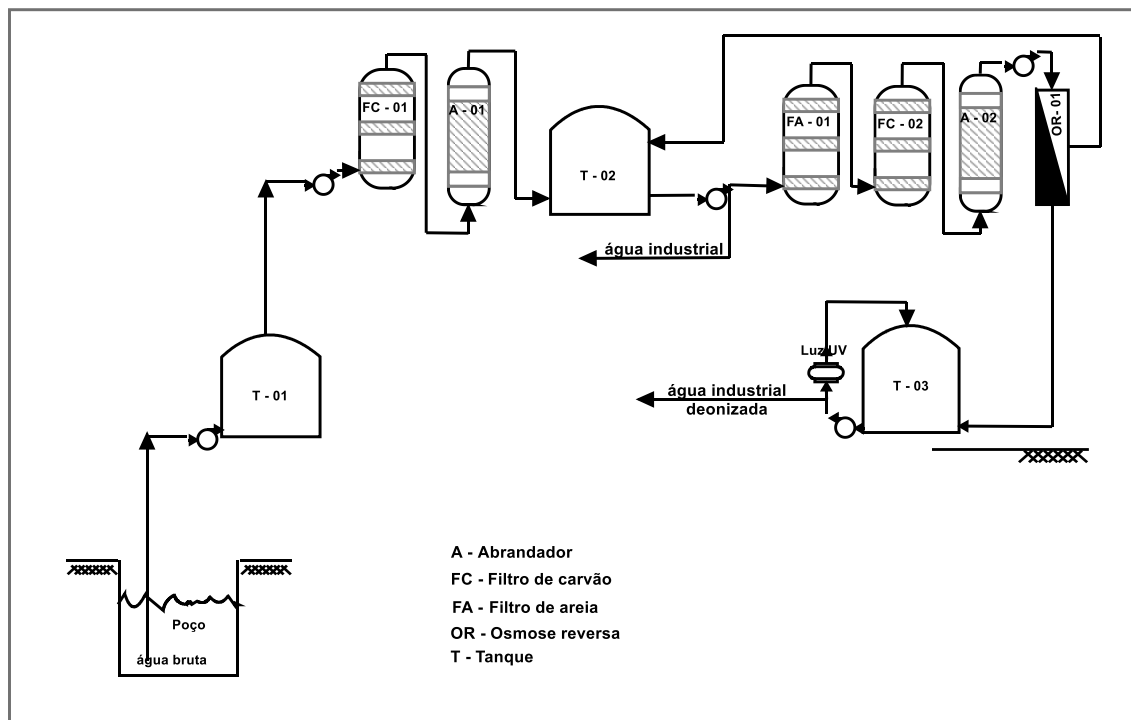 FC - 01
A - 01
T - 02
FA - 01
FC - 02
A - 02
OR - 01
água industrial
Luz UV
T - 03
água industrial
deonizada
T - 01
Poço
água bruta
A - Abrandador
FC - Filtro de carvão
FA - Filtro de areia
OR - Osmose reversa
T - Tanque